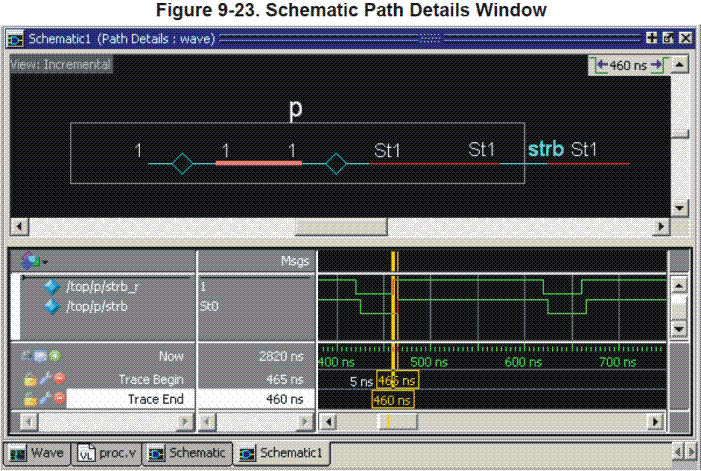 Figure 9-23. Schematic Path Details Window
Schematic1 (Path Details : wave)
View: Incremental
460 ns
p
1 1 1 St1 St1 strb St1
Msgs
/top/p/strb_r 1
/top/p/strb St0
Now 2820 ns 400 ns 500 ns 600 ns 700 ns
Trace Begin 465 ns 5 ns 465 ns
Trace End 460 ns 460 ns
Wave proc.v Schematic Schematic1